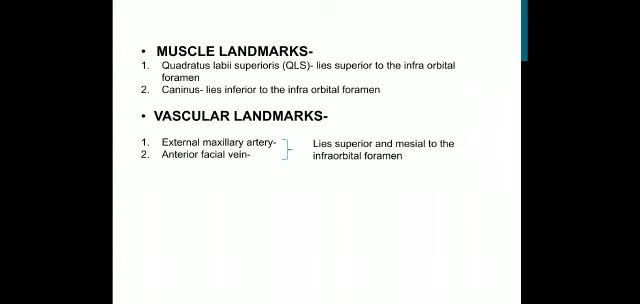 • MUSCLE LANDMARKS-
1. Quadratus labii superioris (QLS)- lies superior to the infra orbital
foramen
2. Caninus- lies inferior to the infra orbital foramen
• VASCULAR LANDMARKS-
1. External maxillary artery-
2. Anterior facial vein-
Lies superior and mesial to the
infraorbital foramen